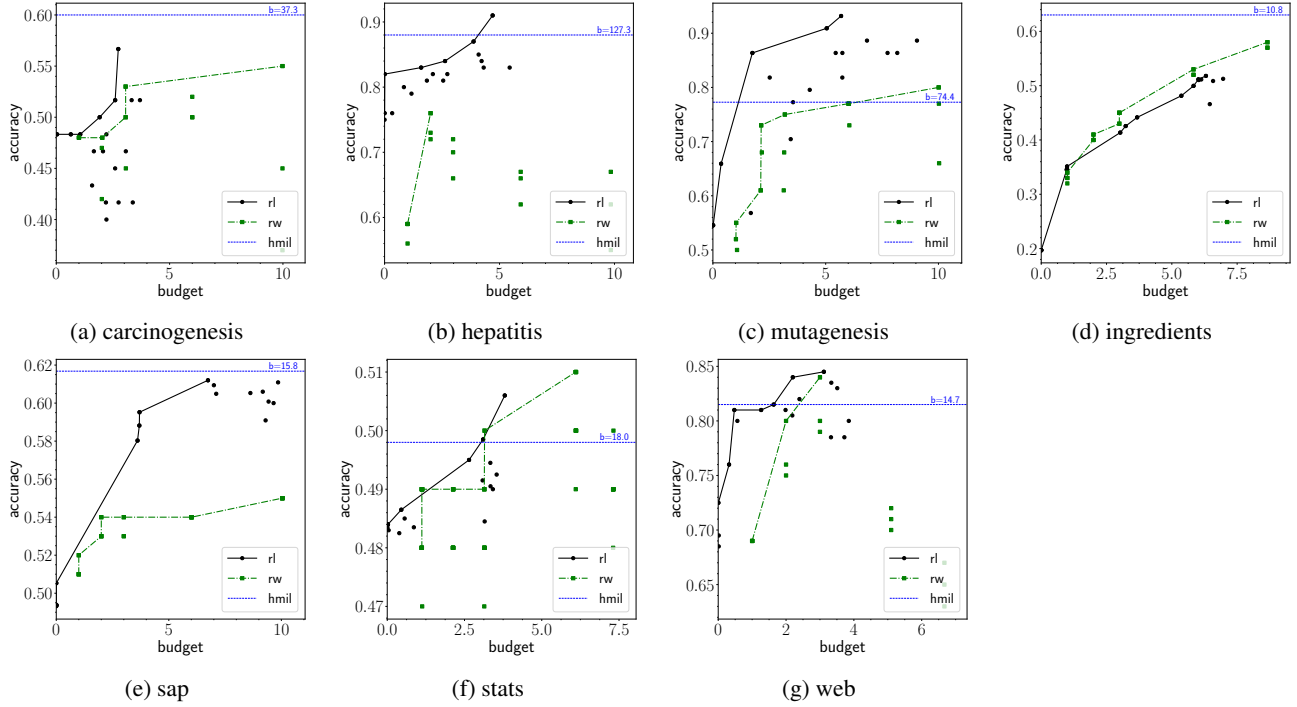 0.60
0.55
0.50
0.45
0.40
accuracy
0
5
10
budget
b=37.3
rl
rw
hmil
(a) carcinogenesis
0.9
0.8
0.7
0.6
accuracy
0
5
10
budget
b=127.3
rl
rw
hmil
(b) hepatitis
0.9
0.8
0.7
0.6
0.5
accuracy
0
5
10
budget
b=74.4
rl
rw
hmil
(c) mutagenesis
0.6
0.5
0.4
0.3
0.2
accuracy
0.0
2.5
5.0
7.5
budget
b=10.8
rl
rw
hmil
(d) ingredients
0.62
0.60
0.58
0.56
0.54
0.52
0.50
accuracy
0
5
10
budget
b=15.8
rl
rw
hmil
(e) sap
0.51
0.50
0.49
0.48
0.47
accuracy
0.0
2.5
5.0
7.5
budget
b=18.0
rl
rw
hmil
(f) stats
0.85
0.80
0.75
0.70
0.65
accuracy
0
2
4
6
budget
b=14.7
rl
rw
hmil
(g) web